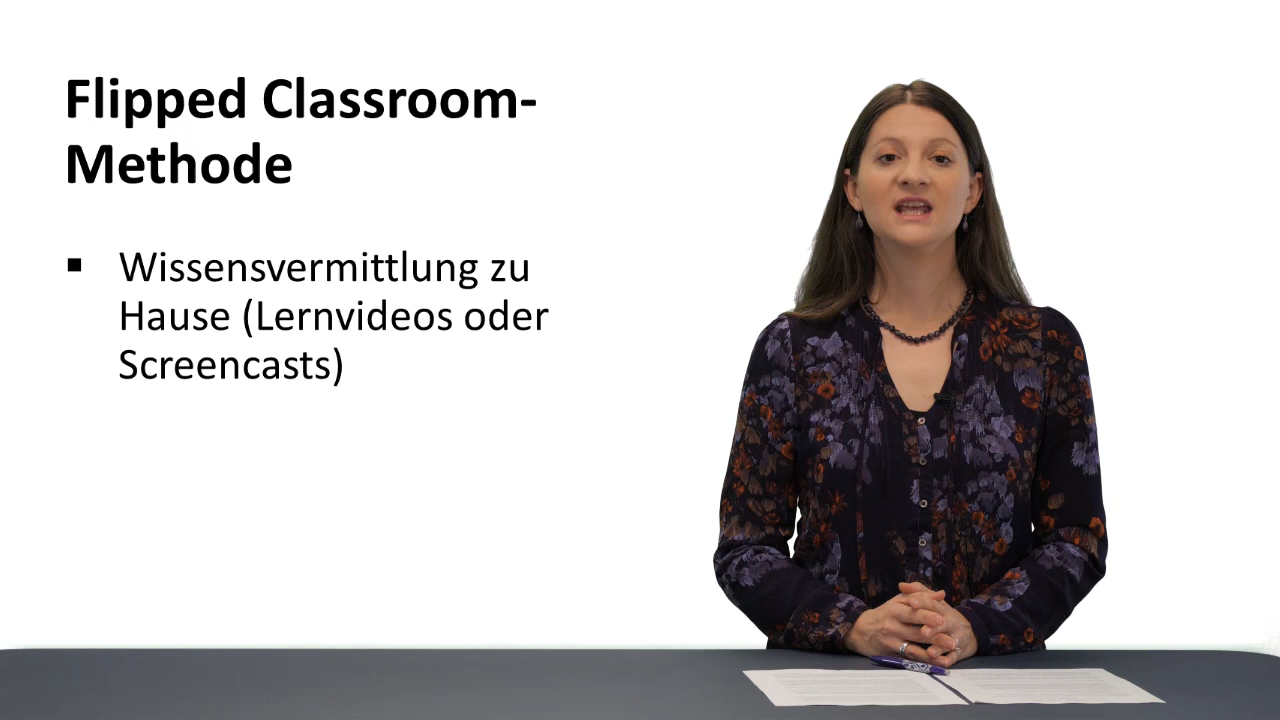 Flipped Classroom-
Methode
▪ Wissensvermittlung zu
Hause (Lernvideos oder
Screencasts)